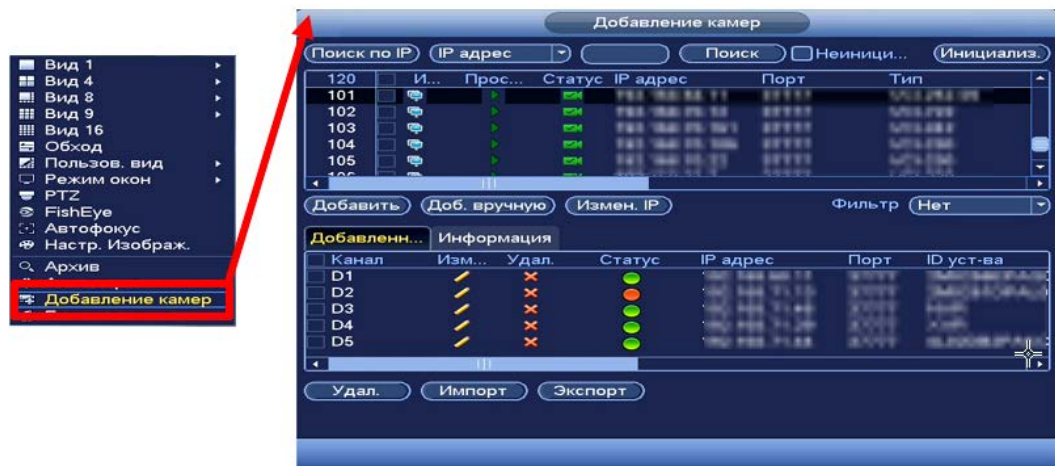 Вид 1
Вид 4
Вид 8
Вид 9
Вид 16
Обход
Пользов. вид
Режим окон
PTZ
FishEye
Автофокус
Настр. Изображ.
Архив
Добавление камер
Добавление камер
Поиск по IP IP адрес Поиск Неиници... Инициализ.
120 И... Прос... Статус IP адрес Порт Тип
101
102
103
104
105
Добавить Доб. вручную Измен. IP Фильтр Нет
Добавленн... Информация
Канал Изм... Удал. Статус IP адрес Порт ID уст-ва
D1
D2
D3
D4
D5
Удал. Импорт Экспорт